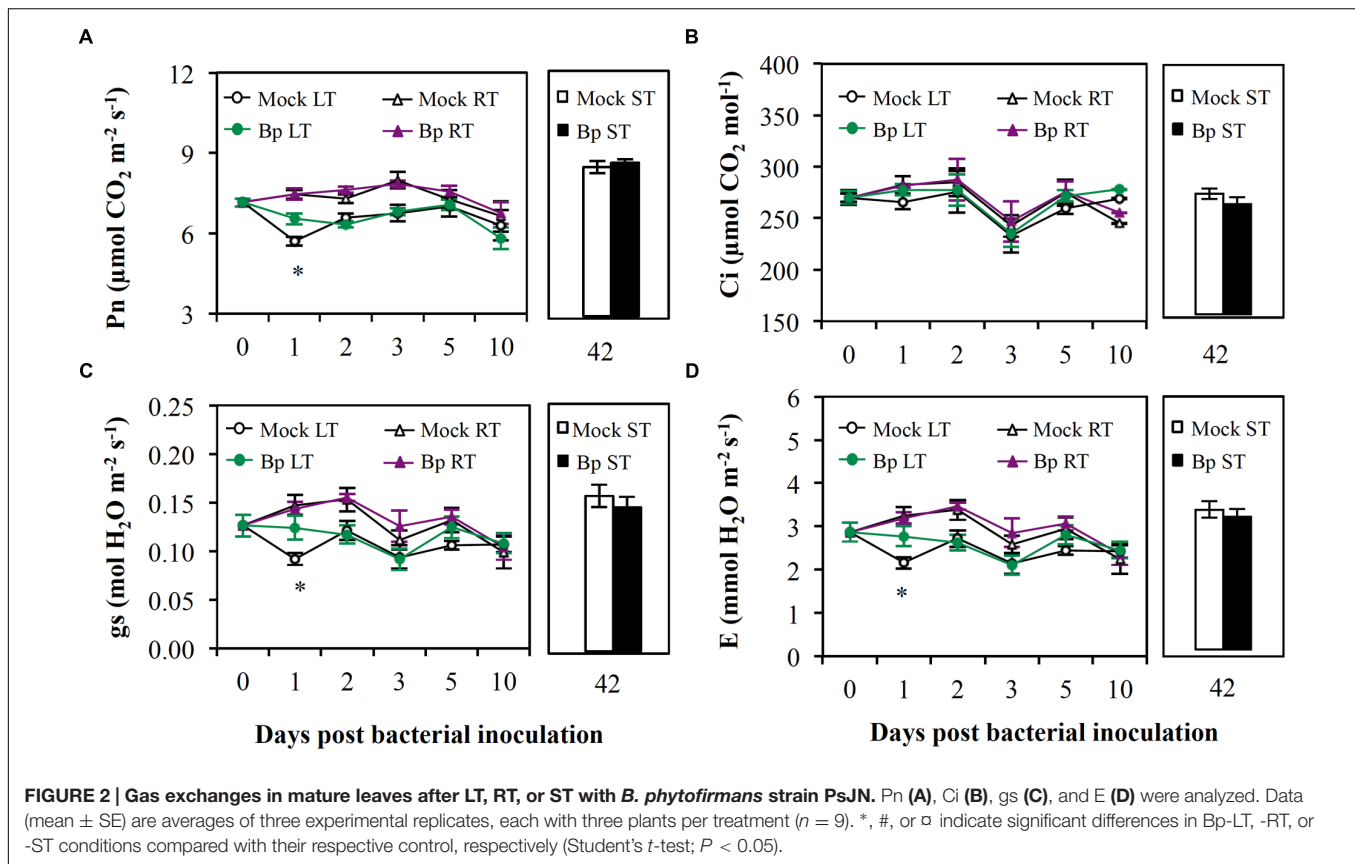 A
Pn (µmol CO₂ m⁻² s⁻¹)
12
9
6
3
Mock LT
Mock RT
Bp LT
Bp RT
*
0 1 2 3 5 10
Mock ST
Bp ST
42
B
Ci (µmol CO₂ mol⁻¹)
400
350
300
250
200
150
Mock LT
Mock RT
Bp LT
Bp RT
0 1 2 3 5 10
Mock ST
Bp ST
42
C
gs (mol H₂O m⁻² s⁻¹)
0.25
0.20
0.15
0.10
0.05
0.00
Mock LT
Mock RT
Bp LT
Bp RT
*
0 1 2 3 5 10
Mock ST
Bp ST
42
D
E (mmol H₂O m⁻² s⁻¹)
6
5
4
3
2
1
0
Mock LT
Mock RT
Bp LT
Bp RT
*
0 1 2 3 5 10
Mock ST
Bp ST
42
Days post bacterial inoculation
Days post bacterial inoculation
FIGURE 2 | Gas exchanges in mature leaves after LT, RT, or ST with B. phytofirmans strain PsJN. Pn (A), Ci (B), gs (C), and E (D) were analyzed. Data
(mean ± SE) are averages of three experimental replicates, each with three plants per treatment (n = 9). *, #, or ¤ indicate significant differences in Bp-LT, -RT, or
-ST conditions compared with their respective control, respectively (Student's t-test; P < 0.05).